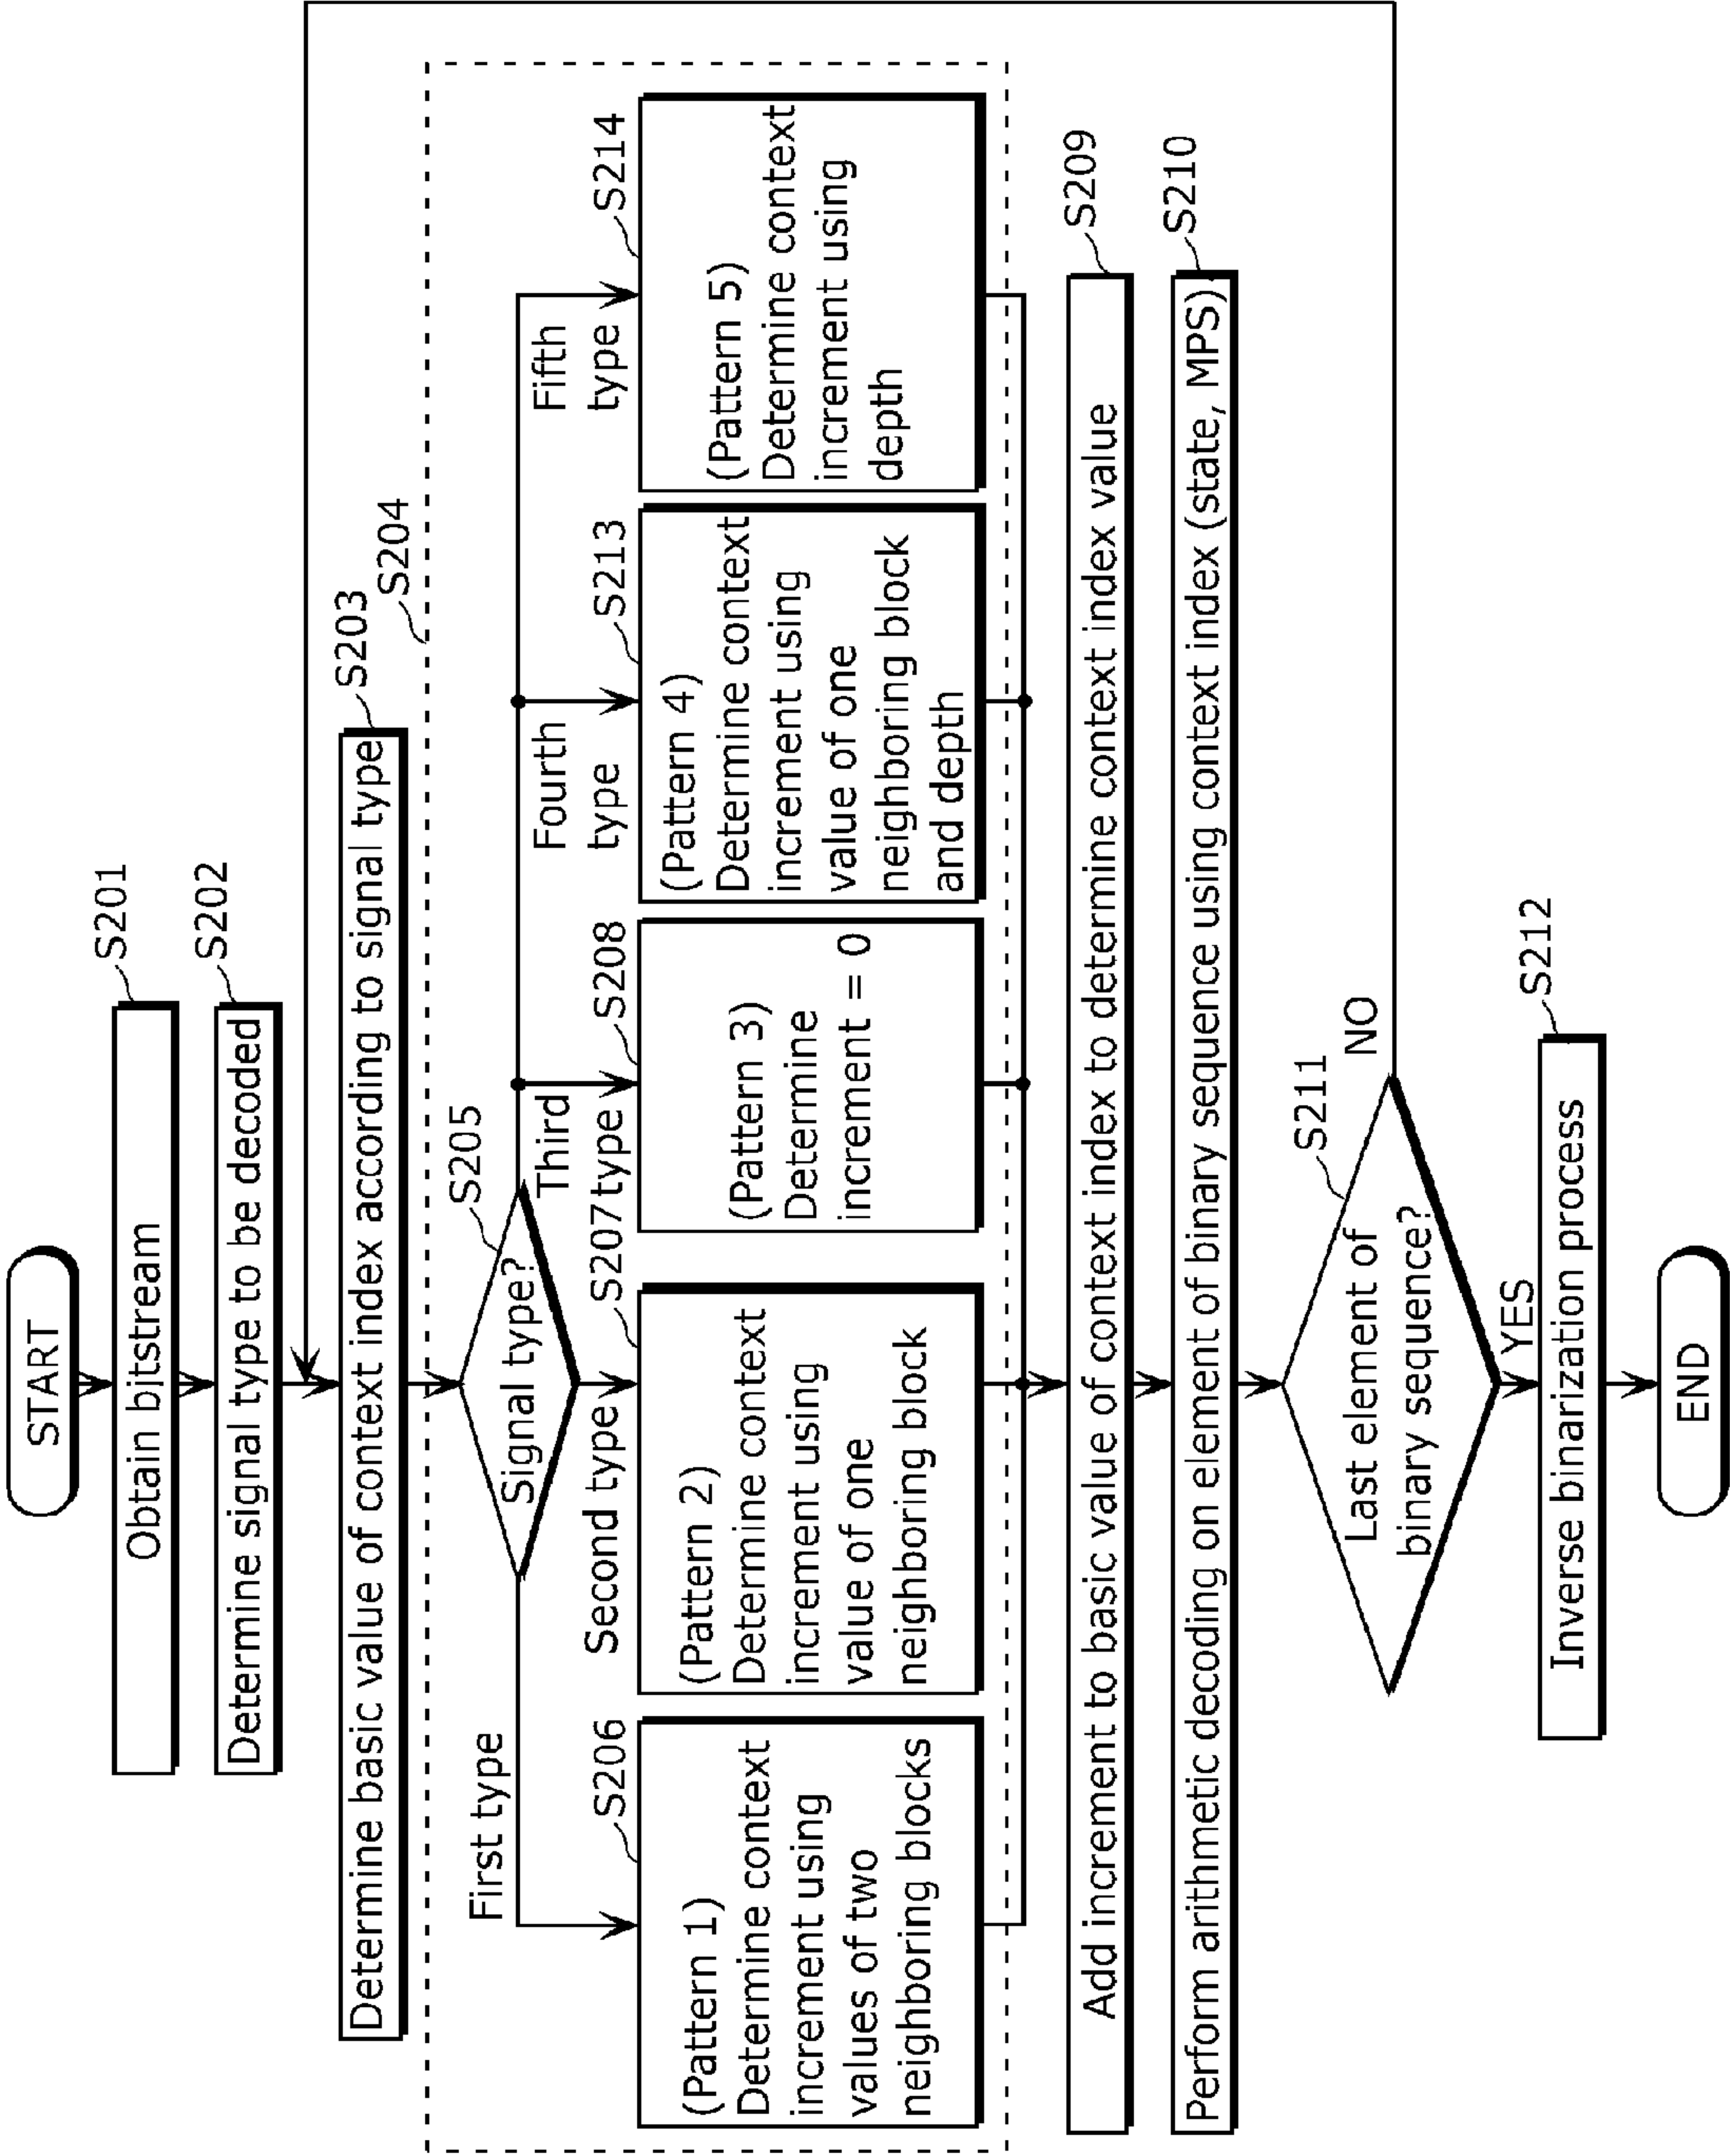 START
Obtain bitstream
S201
Determine signal type to be decoded
S202
Determine basic value of context index according to signal type
S203
S204
Signal type?
S205
First type
Second type
Third
type
Fourth
type
Fifth
type
S206
(Pattern 1)
Determine context
increment using
values of two
neighboring blocks
S207
(Pattern 2)
Determine context
increment using
value of one
neighboring block
S208
(Pattern 3)
Determine
increment = 0
S213
(Pattern 4)
Determine context
increment using
value of one
neighboring block
and depth
S214
(Pattern 5)
Determine context
increment using
depth
Add increment to basic value of context index to determine context index value
S209
Perform arithmetic decoding on element of binary sequence using context index (state, MPS)
S210
Last element of
binary sequence?
S211
NO
YES
Inverse binarization process
S212
END